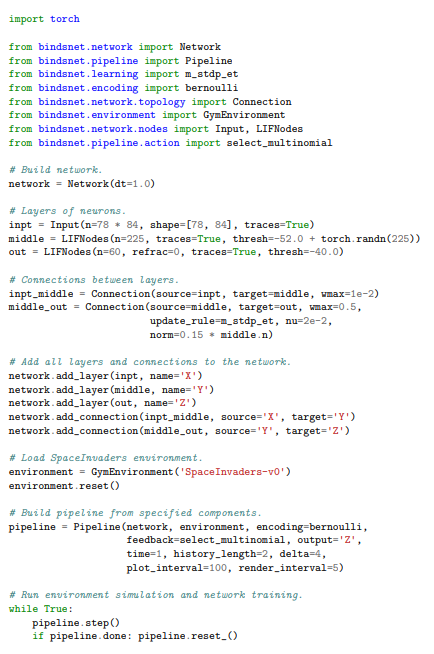 import torch

from bindsnet.network import Network
from bindsnet.pipeline import Pipeline
from bindsnet.learning import m_stdp_et
from bindsnet.encoding import bernoulli
from bindsnet.network.topology import Connection
from bindsnet.environment import GymEnvironment
from bindsnet.network.nodes import Input, LIFNodes
from bindsnet.pipeline.action import select_multinomial

# Build network.
network = Network(dt=1.0)

# Layers of neurons.
inpt = Input(n=78 * 84, shape=[78, 84], traces=True)
middle = LIFNodes(n=225, traces=True, thresh=-52.0 + torch.randn(225))
out = LIFNodes(n=60, refrac=0, traces=True, thresh=-40.0)

# Connections between layers.
inpt_middle = Connection(source=inpt, target=middle, wmax=1e-2)
middle_out = Connection(source=middle, target=out, wmax=0.5,
                        update_rule=m_stdp_et, nu=2e-2,
                        norm=0.15 * middle.n)

# Add all layers and connections to the network.
network.add_layer(inpt, name='X')
network.add_layer(middle, name='Y')
network.add_layer(out, name='Z')
network.add_connection(inpt_middle, source='X', target='Y')
network.add_connection(middle_out, source='Y', target='Z')

# Load SpaceInvaders environment.
environment = GymEnvironment('SpaceInvaders-v0')
environment.reset()

# Build pipeline from specified components.
pipeline = Pipeline(network, environment, encoding=bernoulli,
                    feedback=select_multinomial, output='Z',
                    time=1, history_length=2, delta=4,
                    plot_interval=100, render_interval=5)

# Run environment simulation and network training.
while True:
    pipeline.step()
    if pipeline.done: pipeline.reset_()